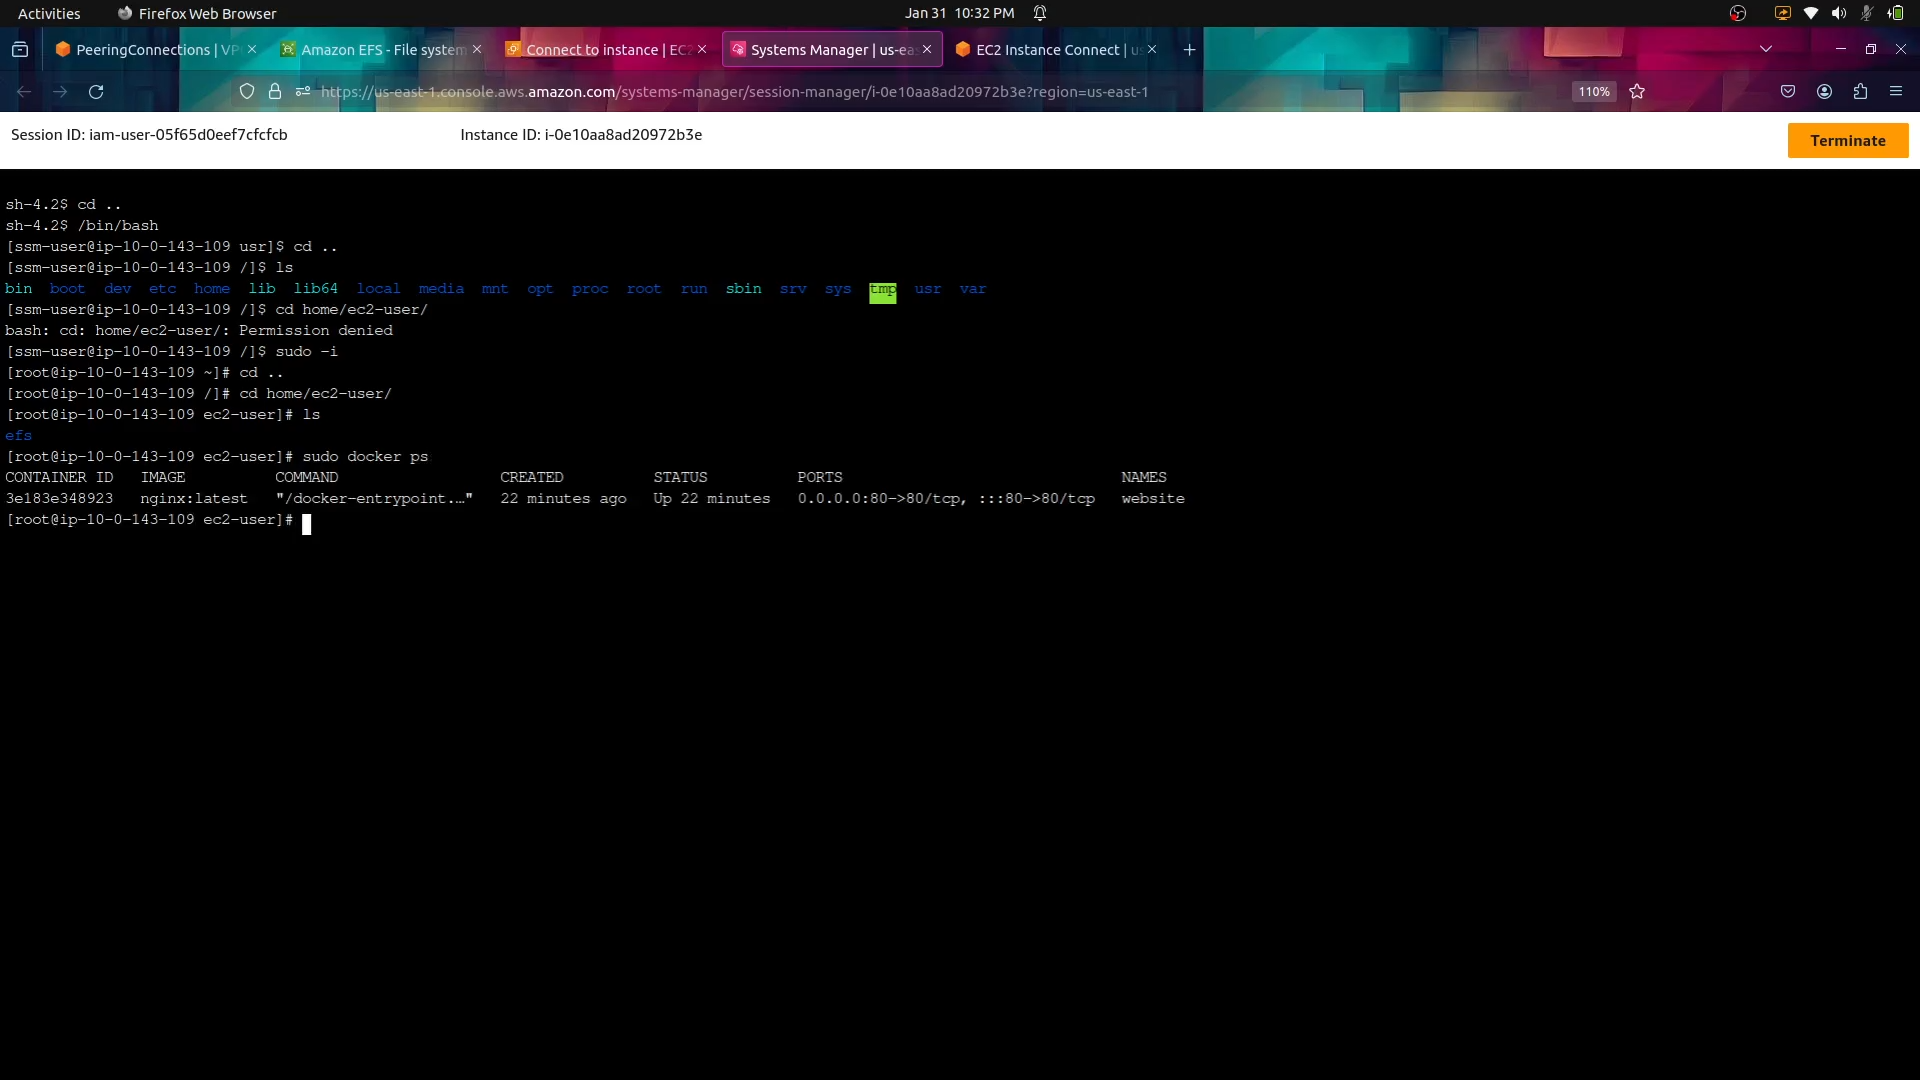 Activities Firefox Web Browser Jan 31 10:32 PM
PeeringConnections | VP Amazon EFS - File system Connect to instance | EC2 Systems Manager | us-eas EC2 Instance Connect | us
https://us-east-1.console.aws.amazon.com/systems-manager/session-manager/i-0e10aa8ad20972b3e?region=us-east-1 110%
Session ID: iam-user-05f65d0eef7cfcfcb Instance ID: i-0e10aa8ad20972b3e Terminate
sh-4.2$ cd ..
sh-4.2$ /bin/bash
[ssm-user@ip-10-0-143-109 usr]$ cd ..
[ssm-user@ip-10-0-143-109 /]$ ls
bin boot dev etc home lib lib64 local media mnt opt proc root run sbin srv sys tmp usr var
[ssm-user@ip-10-0-143-109 /]$ cd home/ec2-user/
bash: cd: home/ec2-user/: Permission denied
[ssm-user@ip-10-0-143-109 /]$ sudo -i
[root@ip-10-0-143-109 ~]# cd ..
[root@ip-10-0-143-109 /]# cd home/ec2-user/
[root@ip-10-0-143-109 ec2-user]# ls
efs
[root@ip-10-0-143-109 ec2-user]# sudo docker ps
CONTAINER ID IMAGE COMMAND CREATED STATUS PORTS NAMES
3e183e348923 nginx:latest "/docker-entrypoint.…" 22 minutes ago Up 22 minutes 0.0.0.0:80->80/tcp, :::80->80/tcp website
[root@ip-10-0-143-109 ec2-user]#